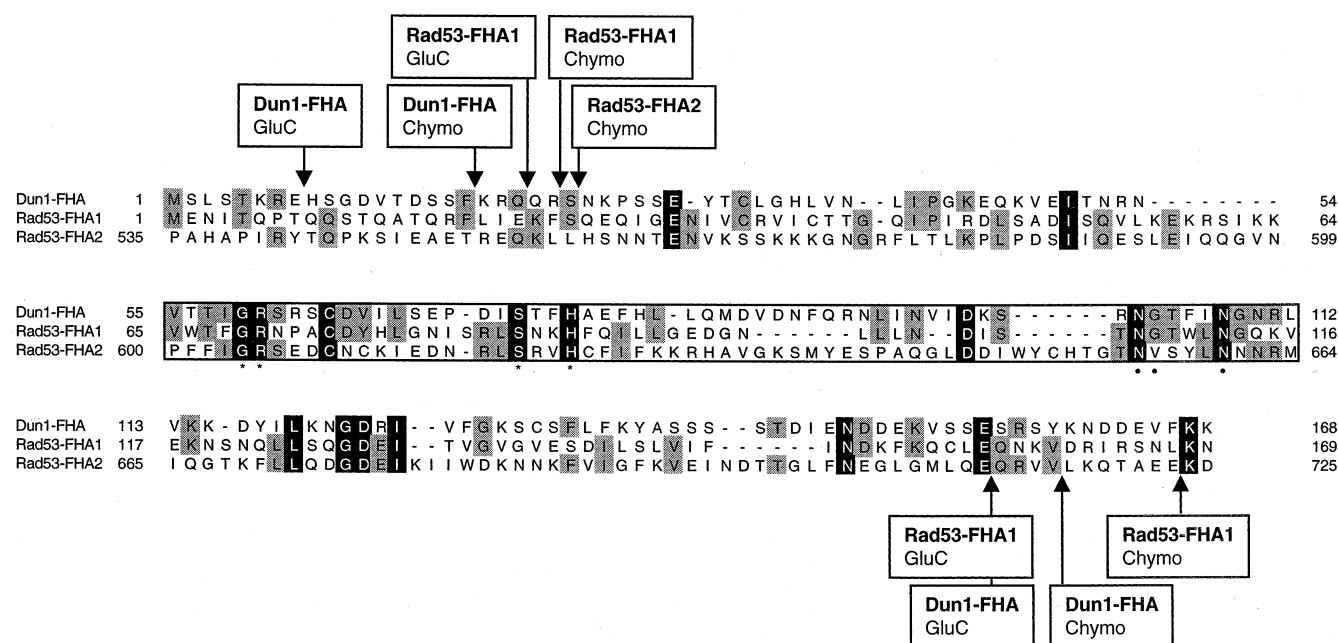 Rad53-FHA1
GluC
Rad53-FHA1
Chymo
Dun1-FHA
GluC
Dun1-FHA
Chymo
Rad53-FHA2
Chymo
Dun1-FHA 1 M S L S T K R E H S G D V T D S S F K R Q Q R S N K P S S E - Y T C L G H L V N - - L I P G K E Q K V E I T N R N - - - - - - - - 54
Rad53-FHA1 1 M E N I T Q P T Q Q S T Q A T Q R F L I E K F S Q E Q I G E N I V C R V I C T T G - Q I P I R D L S A D I S Q V L K E K R S I K K 64
Rad53-FHA2 535 P A H A P I R Y T Q P K S I E A E T R E Q K L L H S N N T E N V K S S K K K G N G R F L T L K P L P D S I I Q E S L E I Q Q G V N 599
Dun1-FHA 55 V T T I G R S R S C D V I L S E P - D I S T F H A E F H L - L Q M D V D N F Q R N L I N V I D K S - - - - - - R N G T F I N G N R L 112
Rad53-FHA1 65 V W T F G R N P A C D Y H L G N I S R L S N K H F Q I L L G E D G N - - - - - - L L L N - D I S - - - - - - T N G T W L N G Q K V 116
Rad53-FHA2 600 P F F I G R S E D C N C K I E D N - R L S R V H C F I F K K R H A V G K S M Y E S P A Q G L D D I W Y C H T G T N V S Y L N N N R M 664
* * * * • • •
Dun1-FHA 113 V K K - D Y I L K N G D R I - - V F G K S C S F L F K Y A S S S - - S T D I E N D D E K V S S E S R S Y K N D D E V F K K 168
Rad53-FHA1 117 E K N S N Q L L S Q G D E I - - T V G V G V E S D I L S L V I F - - - - I N D K F K Q C L E Q N K V D R I R S N L K N 169
Rad53-FHA2 665 I Q G T K F L L Q D G D E I K I I W D K N N K F V I G F K V E I N D T T G L F N E G L G M L Q E Q R V V L K Q T A E E K D 725
Rad53-FHA1
GluC
Rad53-FHA1
Chymo
Dun1-FHA
GluC
Dun1-FHA
Chymo